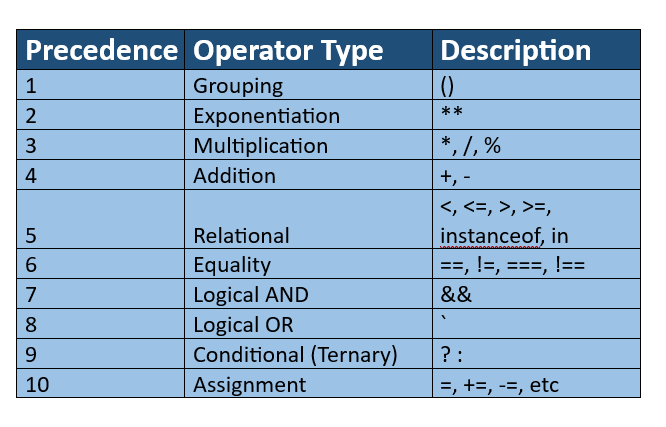 Precedence Operator Type Description
1 Grouping ()
2 Exponentiation **
3 Multiplication *, /, %
4 Addition +, -
<, <=, >, >=,
5 Relational instanceof, in
6 Equality ==, !=, ===, !==
7 Logical AND &&
8 Logical OR `
9 Conditional (Ternary) ? :
10 Assignment =, +=, -=, etc